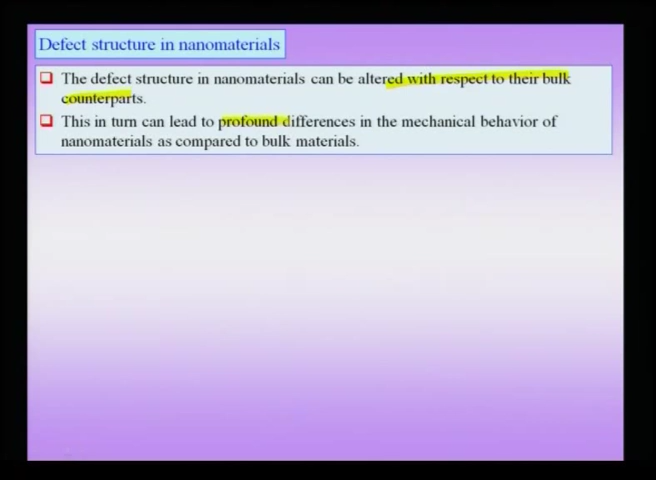 Defect structure in nanomaterials
The defect structure in nanomaterials can be altered with respect to their bulk
counterparts.
This in turn can lead to profound differences in the mechanical behavior of
nanomaterials as compared to bulk materials.